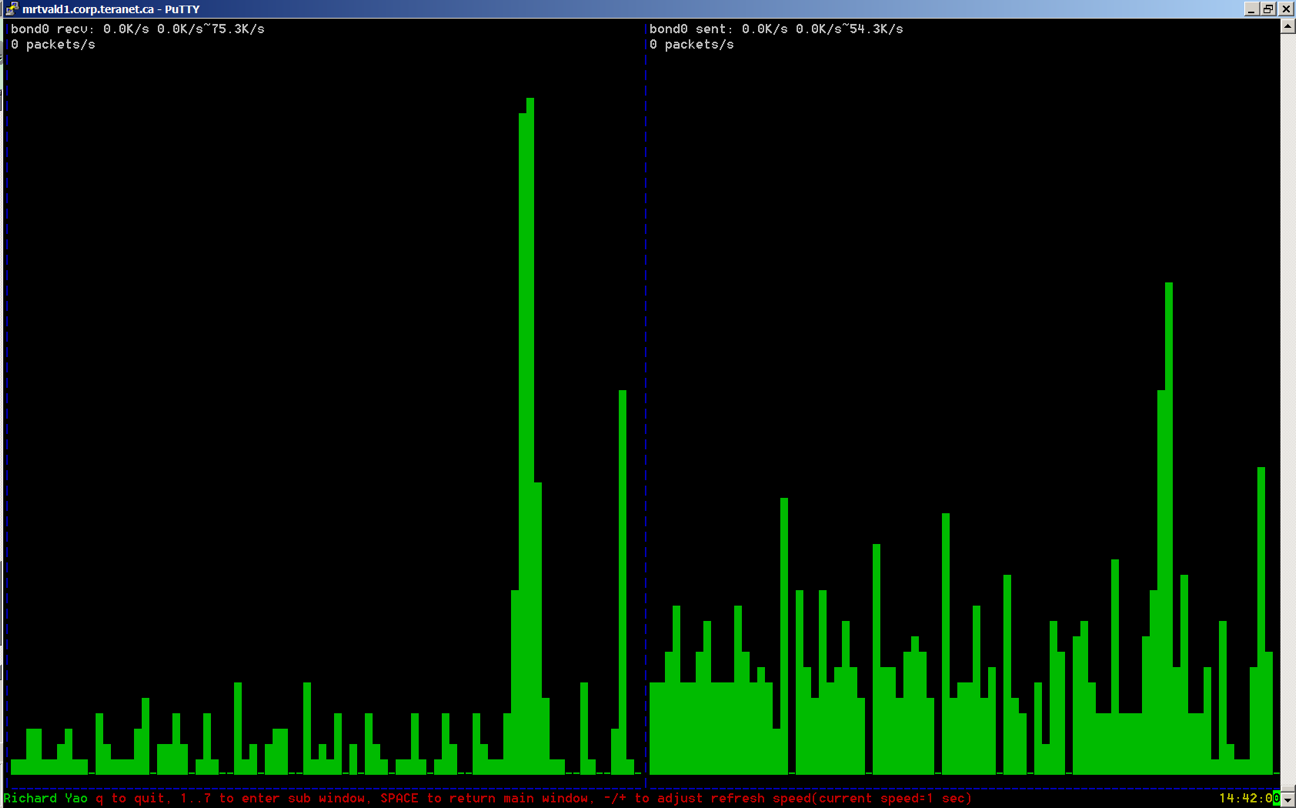 mrtvald1.corp.teranet.ca - PuTTY
bond0 recv: 0.0K/s 0.0K/s~75.3K/s
0 packets/s
bond0 sent: 0.0K/s 0.0K/s~54.3K/s
0 packets/s
Richard Yao q to quit, 1..7 to enter sub window, SPACE to return main window, -/+ to adjust refresh speed(current speed=1 sec) 14:42:00